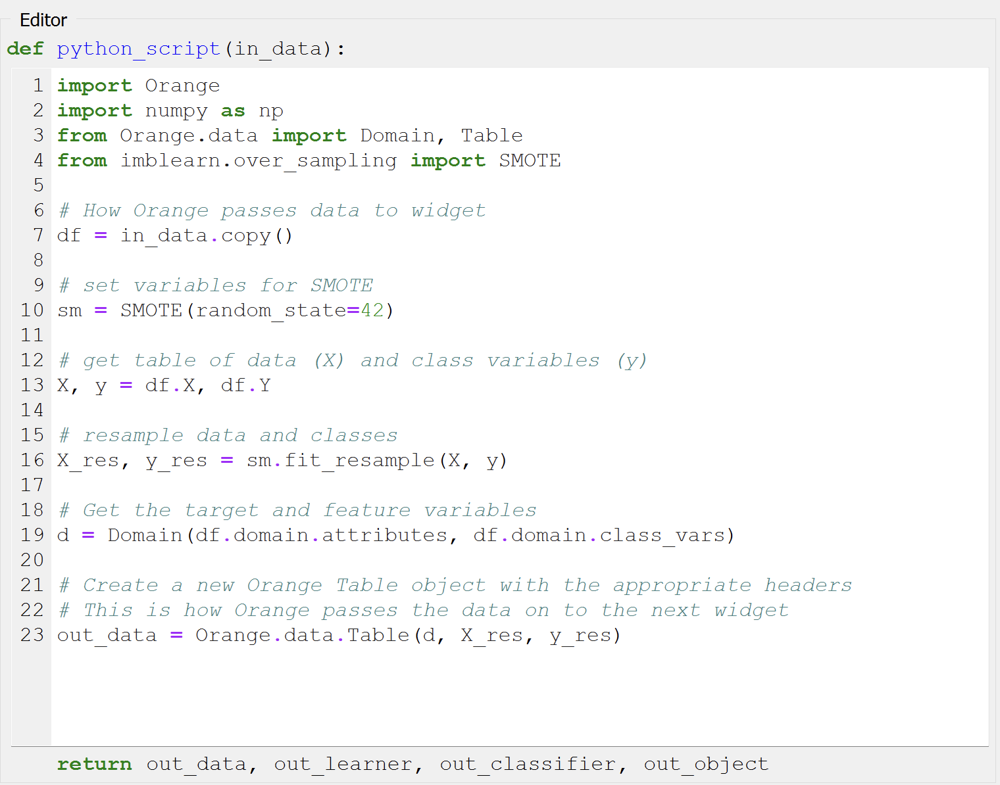 Editor
def python_script(in_data):
1 import Orange
2 import numpy as np
3 from Orange.data import Domain, Table
4 from imblearn.over_sampling import SMOTE
5
6 # How Orange passes data to widget
7 df = in_data.copy()
8
9 # set variables for SMOTE
10 sm = SMOTE(random_state=42)
11
12 # get table of data (X) and class variables (y)
13 X, y = df.X, df.Y
14
15 # resample data and classes
16 X_res, y_res = sm.fit_resample(X, y)
17
18 # Get the target and feature variables
19 d = Domain(df.domain.attributes, df.domain.class_vars)
20
21 # Create a new Orange Table object with the appropriate headers
22 # This is how Orange passes the data on to the next widget
23 out_data = Orange.data.Table(d, X_res, y_res)
return out_data, out_learner, out_classifier, out_object